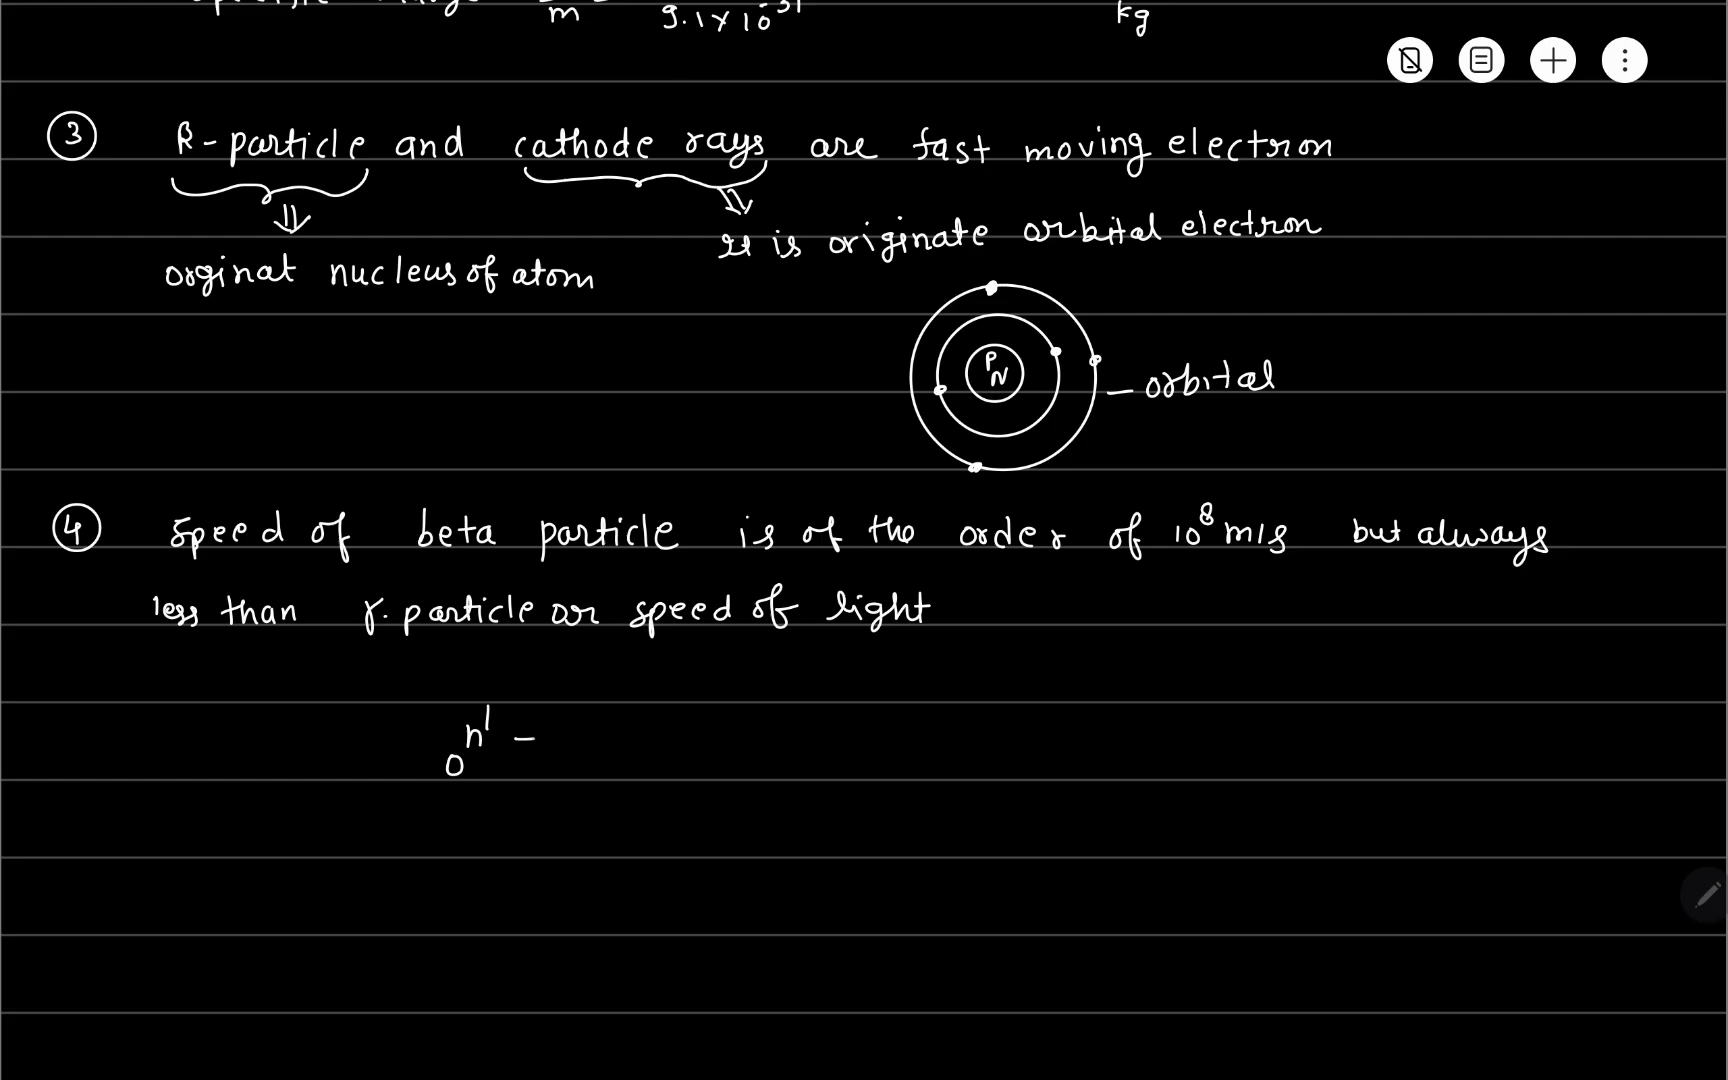 m 9.1×10⁻³¹ kg
③ β-particle and cathode rays are fast moving electron
⇓ ⇓
It is originate orbital electron
orginat nucleus of atom
P
N
- orbital
④ Speed of beta particle is of the order of 10⁸ m/s but always
less than γ-particle or speed of light
₀n¹ -